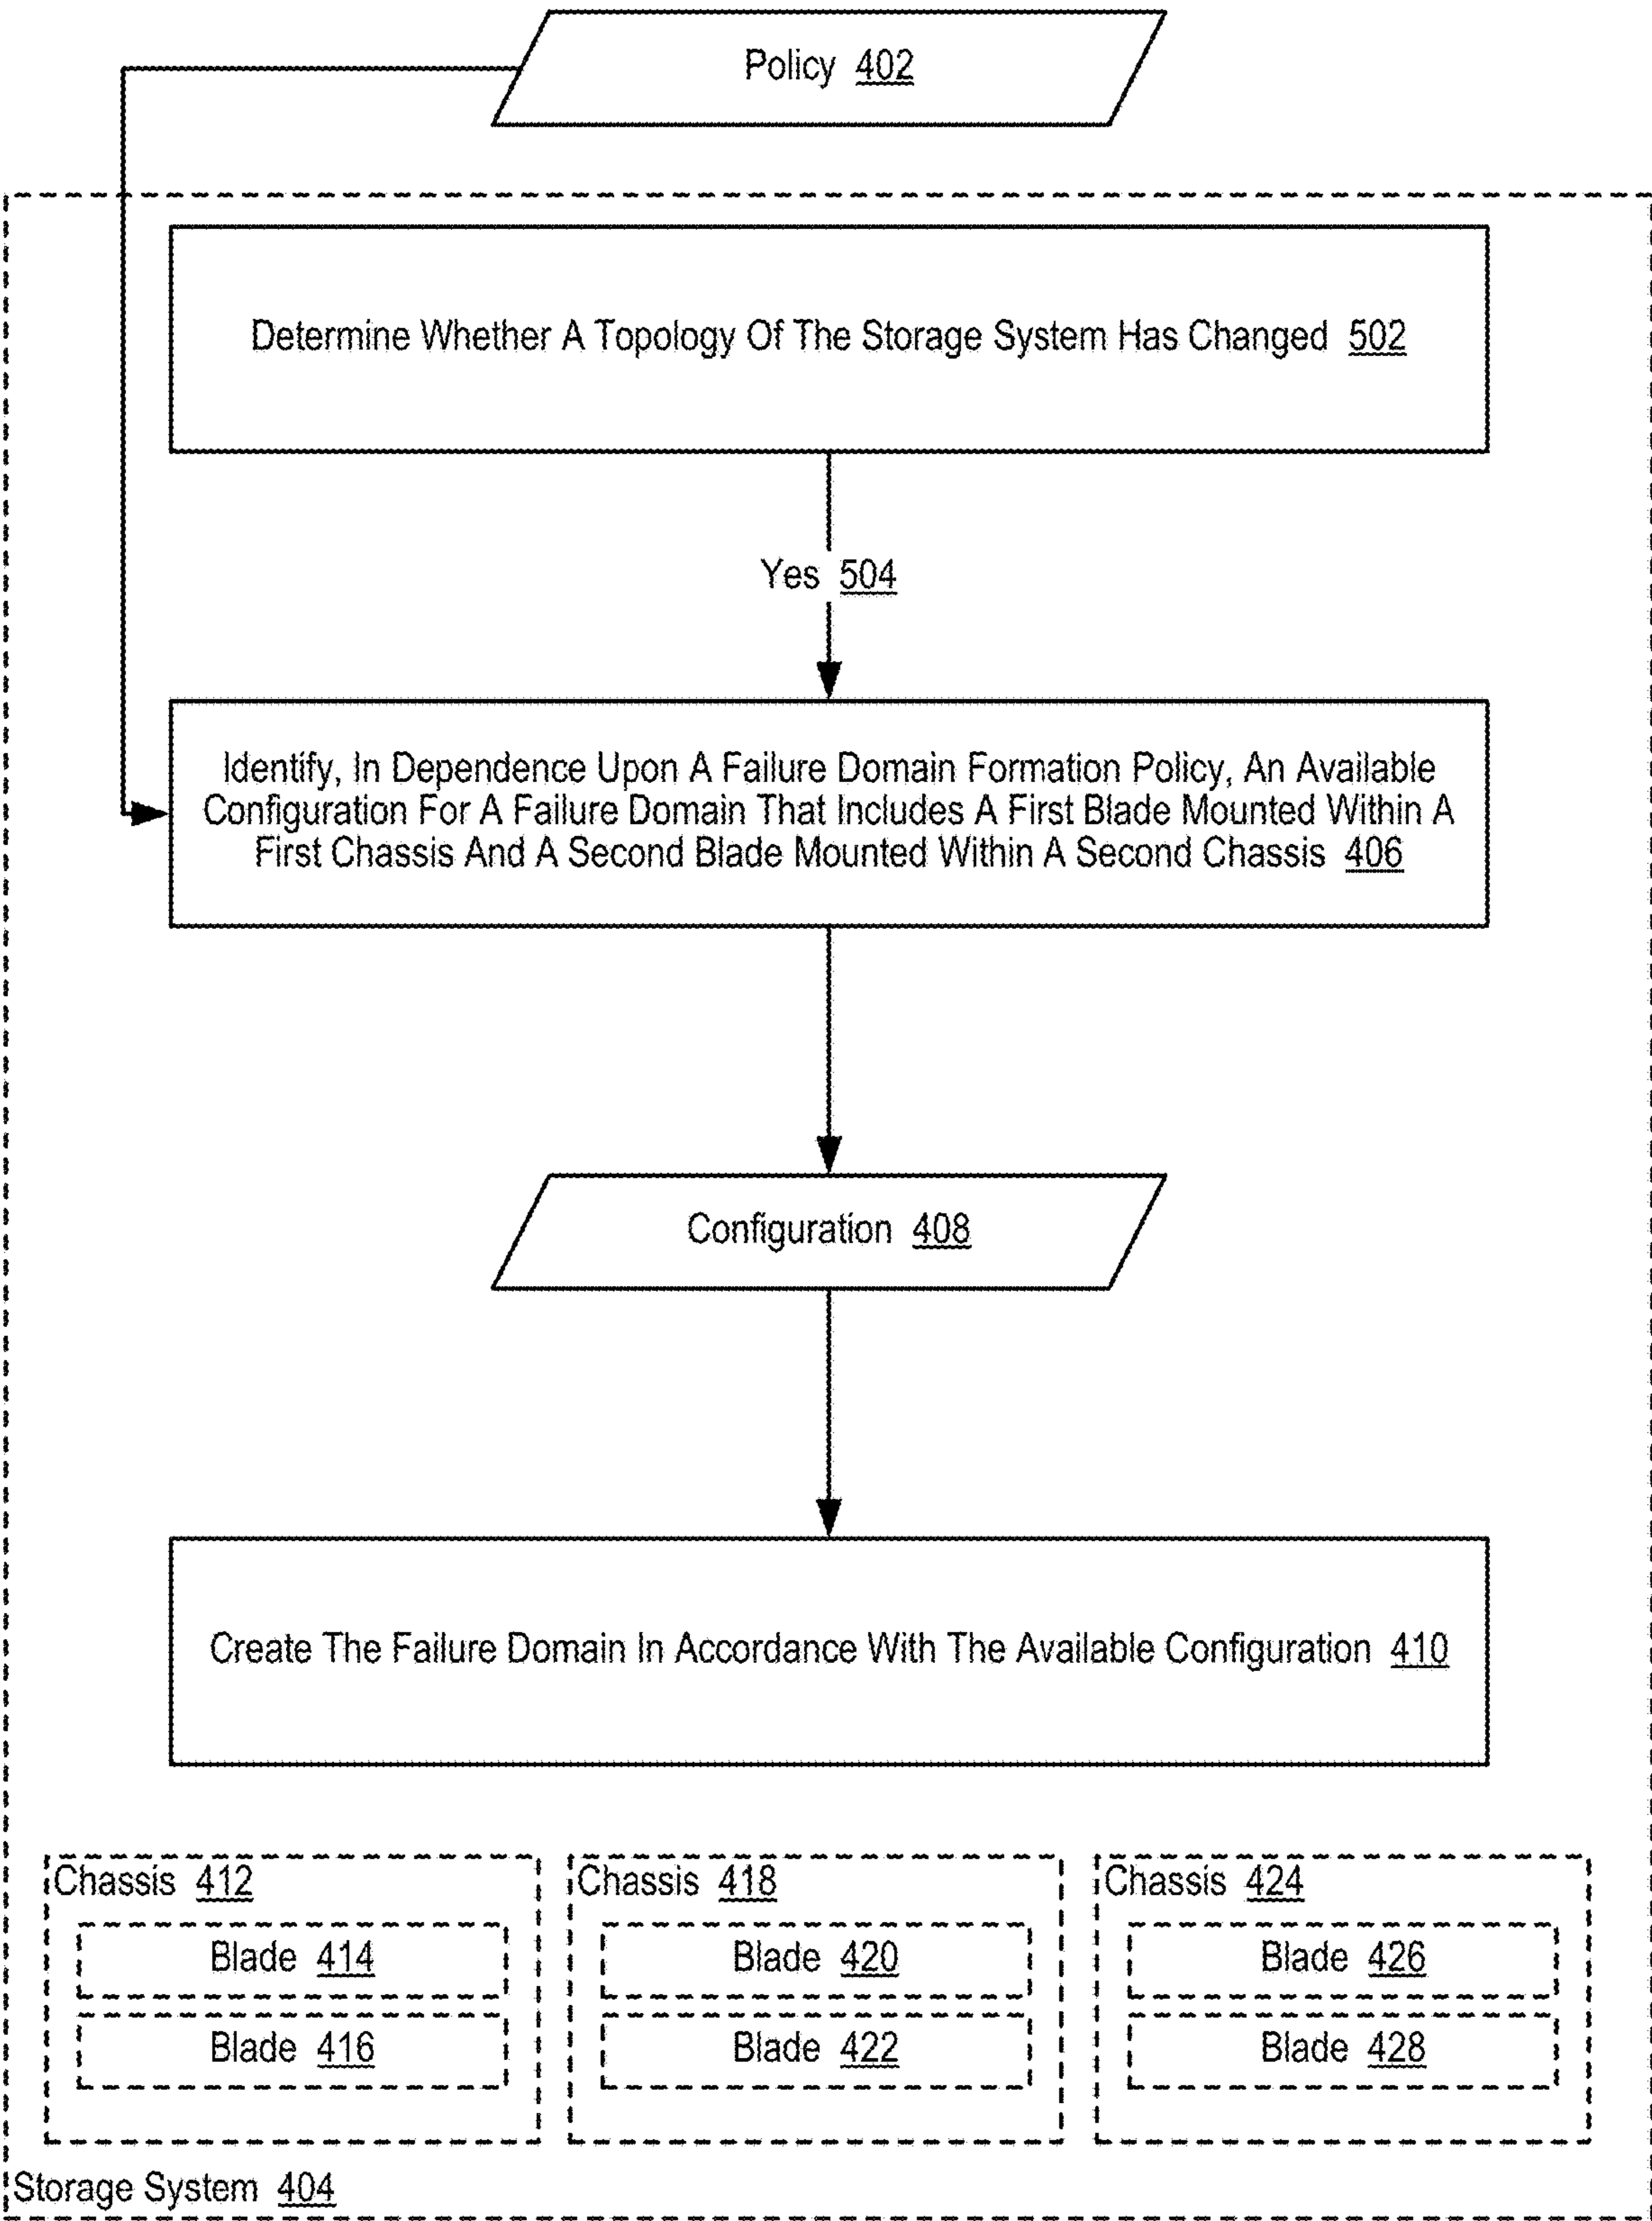 Policy 402
Determine Whether A Topology Of The Storage System Has Changed 502
Yes 504
Identify, In Dependence Upon A Failure Domain Formation Policy, An Available
Configuration For A Failure Domain That Includes A First Blade Mounted Within A
First Chassis And A Second Blade Mounted Within A Second Chassis 406
Configuration 408
Create The Failure Domain In Accordance With The Available Configuration 410
Chassis 412
Blade 414
Blade 416
Chassis 418
Blade 420
Blade 422
Chassis 424
Blade 426
Blade 428
Storage System 404